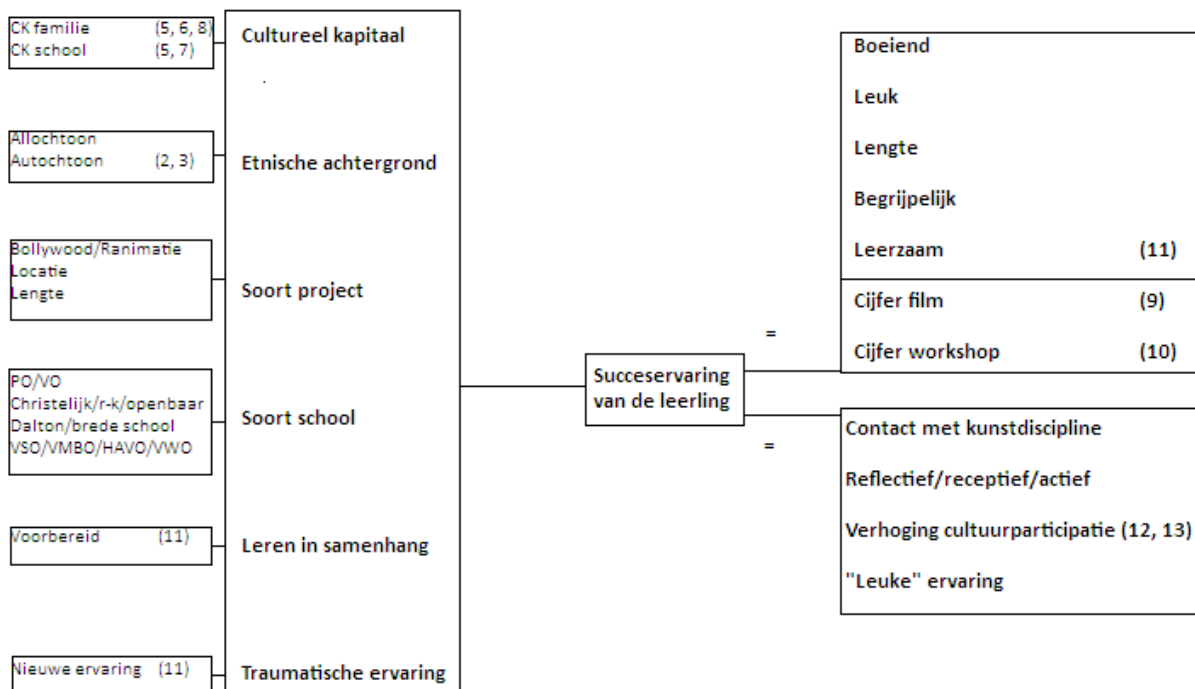 CK familie (5, 6, 8)
CK school (5, 7)
Allochtoon
Autochtoon (2, 3)
Bollywood/Ranimatie
Locatie
Lengte
PO/VO
Christelijk/r-k/openbaar
Dalton/brede school
VSO/VMBO/HAVO/VWO
Voorbereid (11)
Nieuwe ervaring (11)
Cultureel kapitaal
.
Etnische achtergrond
Soort project
Soort school
Leren in samenhang
Traumatische ervaring
Succeservaring
van de leerling
=
=
Boeiend
Leuk
Lengte
Begrijpelijk
Leerzaam (11)
Cijfer film (9)
Cijfer workshop (10)
Contact met kunstdiscipline
Reflectief/receptief/actief
Verhoging cultuurparticipatie (12, 13)
"Leuke" ervaring